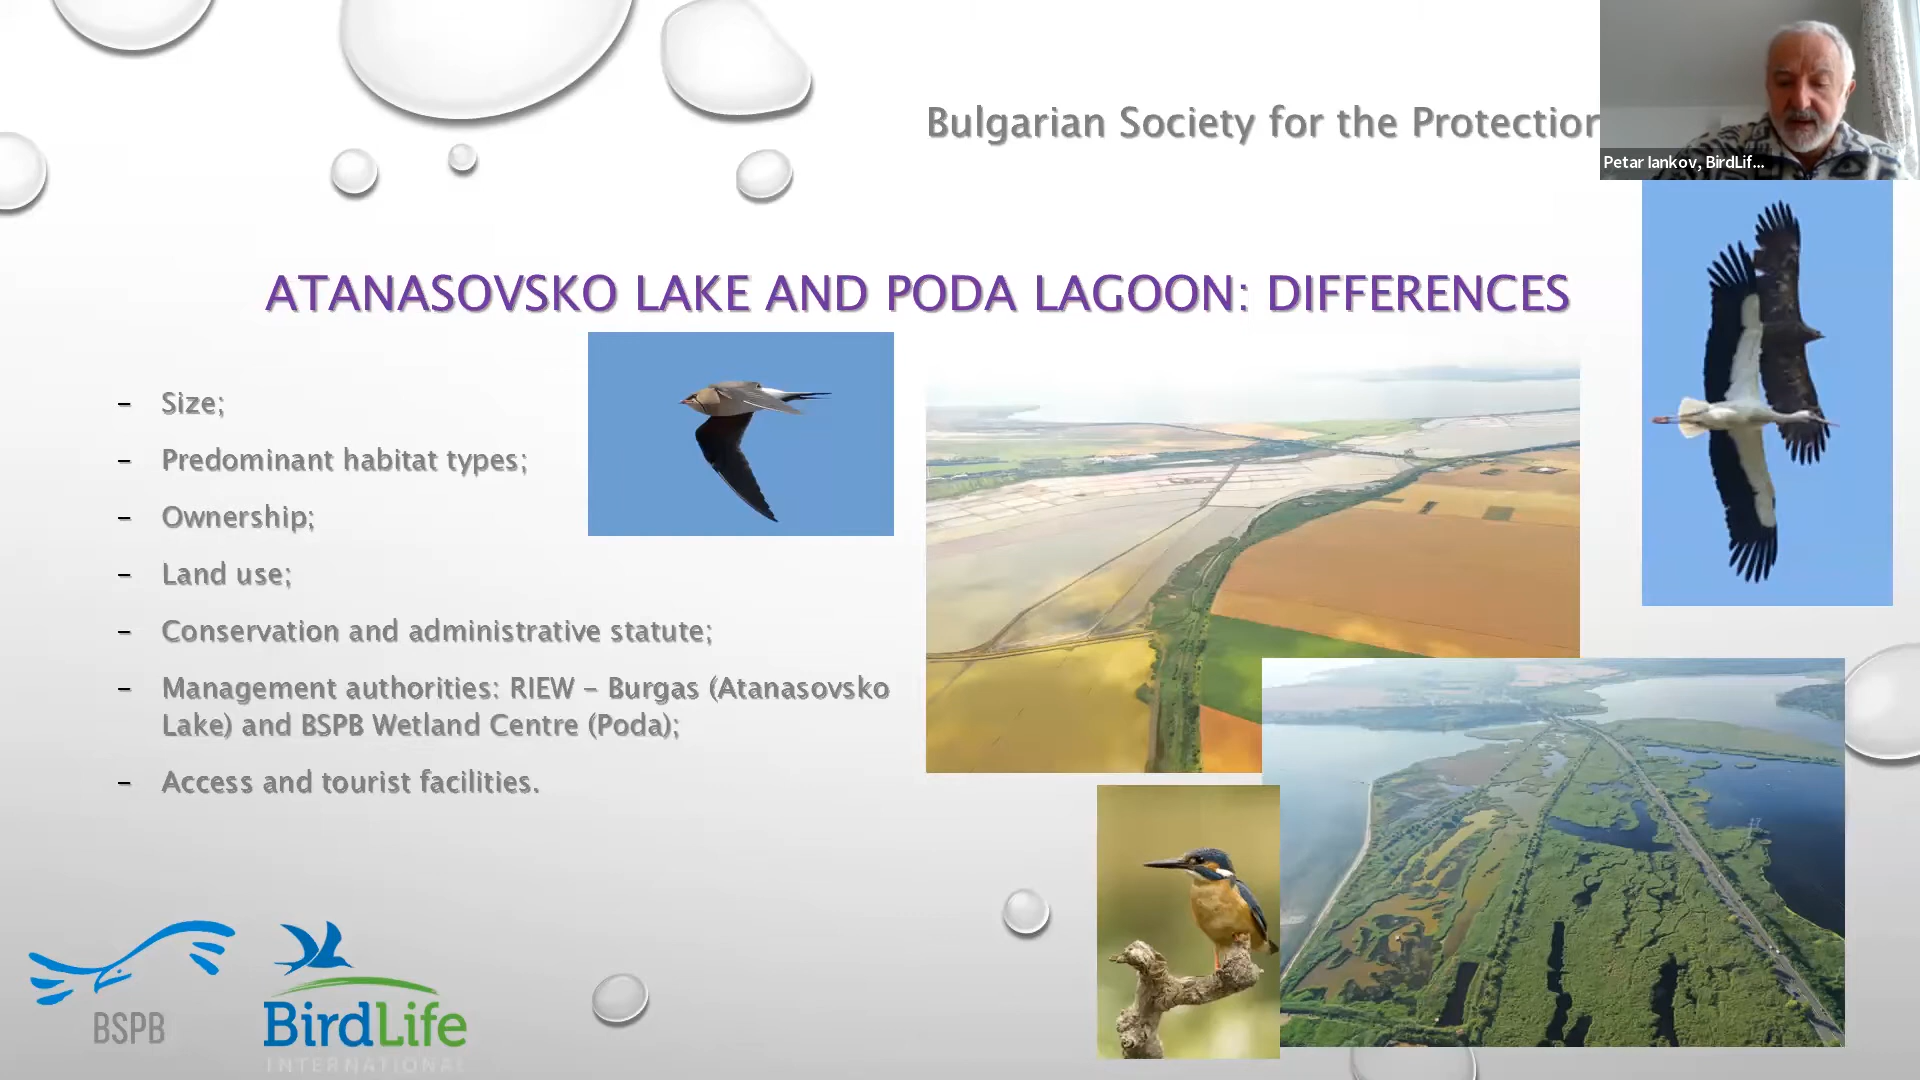 Bulgarian Society for the Protection
Petar Iankov, BirdLif...
ATANASOVSKO LAKE AND PODA LAGOON: DIFFERENCES
– Size;
– Predominant habitat types;
– Ownership;
– Land use;
– Conservation and administrative statute;
– Management authorities: RIEW – Burgas (Atanasovsko
Lake) and BSPB Wetland Centre (Poda);
– Access and tourist facilities.
BSPB
BirdLife
INTERNATIONAL